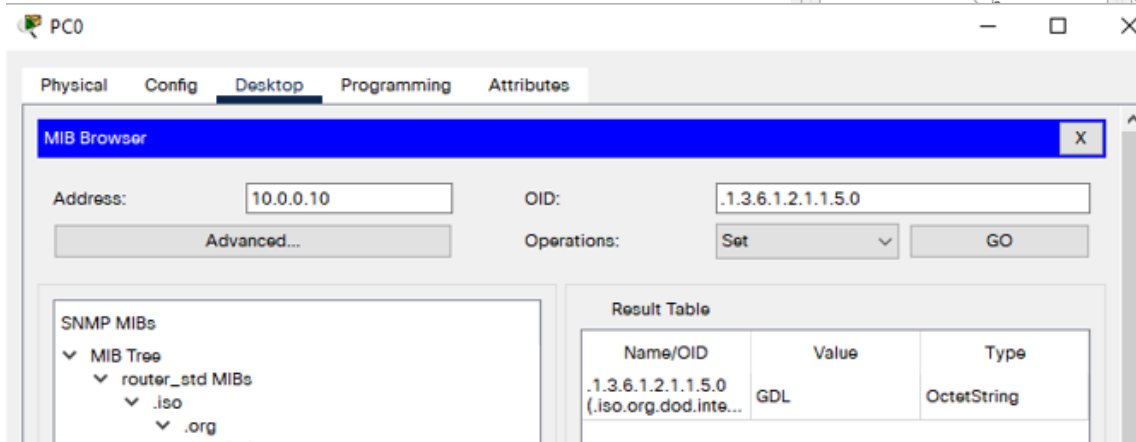 PC0
Physical Config Desktop Programming Attributes
MIB Browser X
Address: 10.0.0.10 OID: .1.3.6.1.2.1.1.5.0
Advanced... Operations: Set GO
SNMP MIBs
MIB Tree
router_std MIBs
.iso
.org
Result Table
Name/OID Value Type
.1.3.6.1.2.1.1.5.0
(.iso.org.dod.inte... GDL OctetString